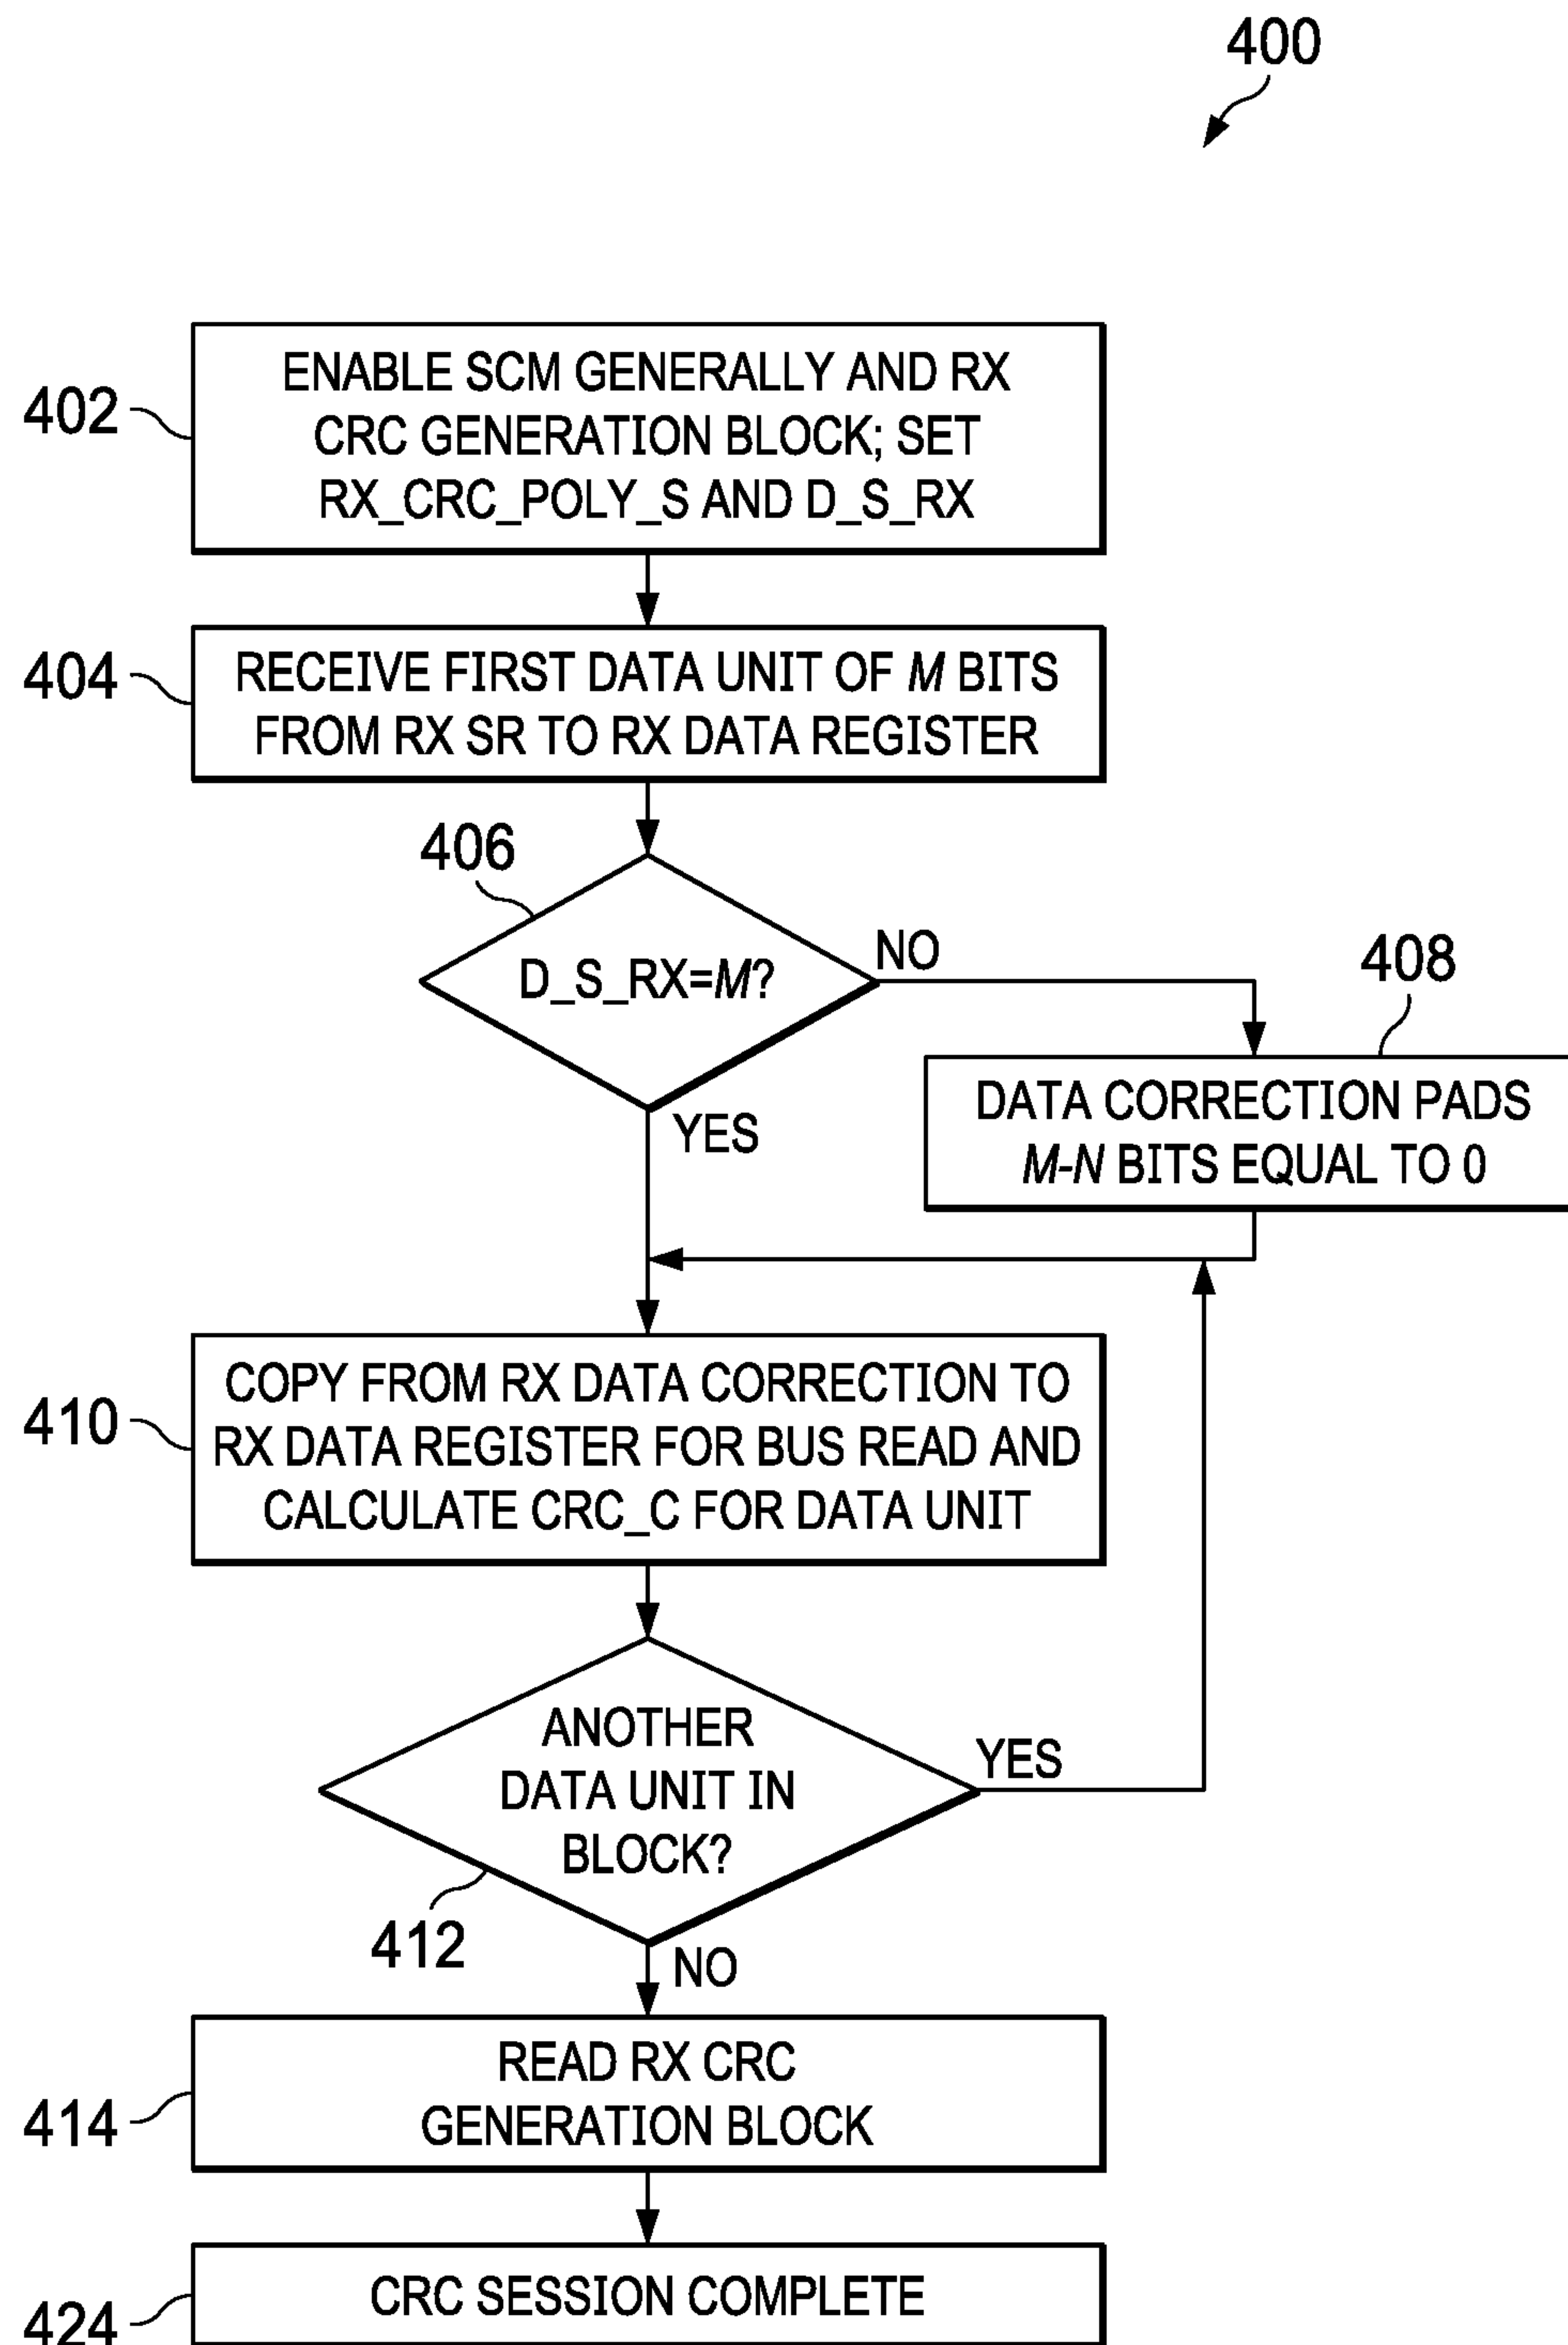 400
402
ENABLE SCM GENERALLY AND RX
CRC GENERATION BLOCK; SET
RX_CRC_POLY_S AND D_S_RX
404
RECEIVE FIRST DATA UNIT OF M BITS
FROM RX SR TO RX DATA REGISTER
406
D_S_RX=M?
NO
YES
408
DATA CORRECTION PADS
M-N BITS EQUAL TO 0
410
COPY FROM RX DATA CORRECTION TO
RX DATA REGISTER FOR BUS READ AND
CALCULATE CRC_C FOR DATA UNIT
ANOTHER
DATA UNIT IN
BLOCK?
YES
412
NO
414
READ RX CRC
GENERATION BLOCK
424
CRC SESSION COMPLETE